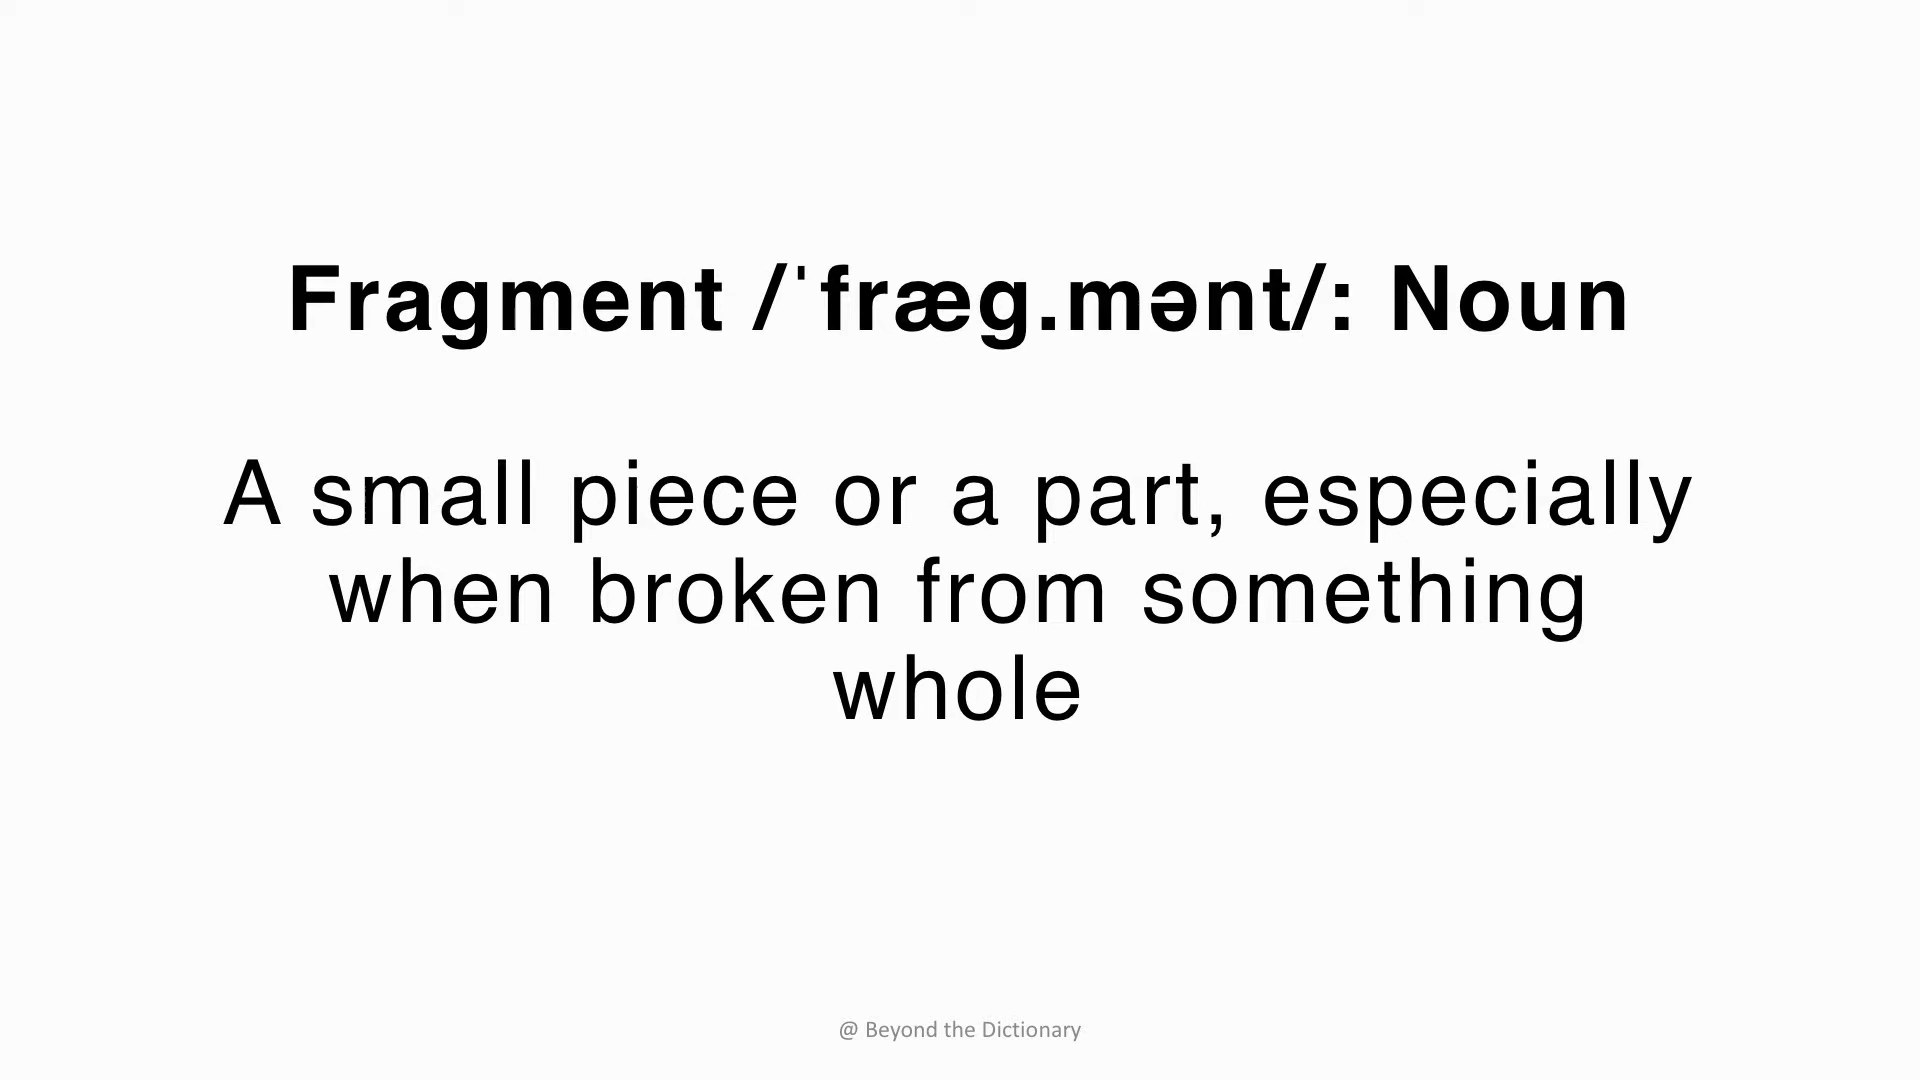 Fragment /ˈfræg.mənt/: Noun
A small piece or a part, especially
when broken from something
whole
@ Beyond the Dictionary